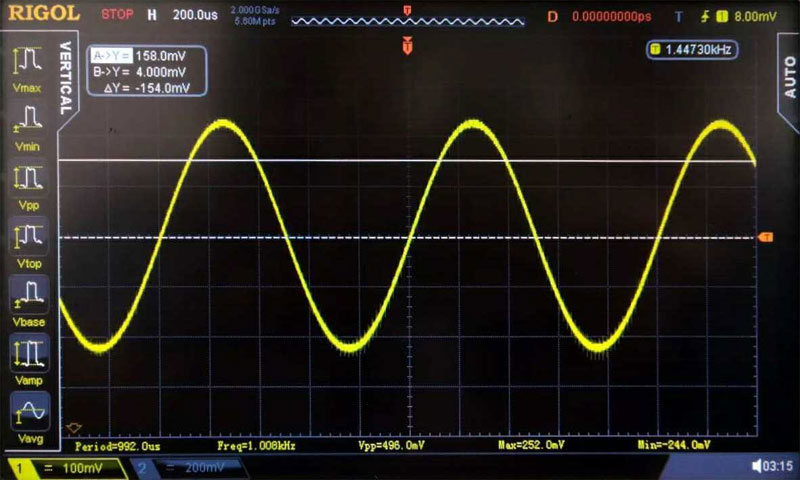 RIGOL STOP H 200.0us 2.000GSa/s 5.60M pts D 0.00000000ps T 8.00mV
T
T
VERTICAL
AUTO
A->Y= 158.0mV
B->Y= 4.000mV
ΔY= -154.0mV
T 1.44730kHz
Vmax
Vmin
Vpp
Vtop
Vbase
Vamp
Vavg
T
Period=992.0us Freq=1.008kHz Vpp=496.0mV Max=252.0mV Min=-244.0mV
1 100mV 2 200mV 03:15